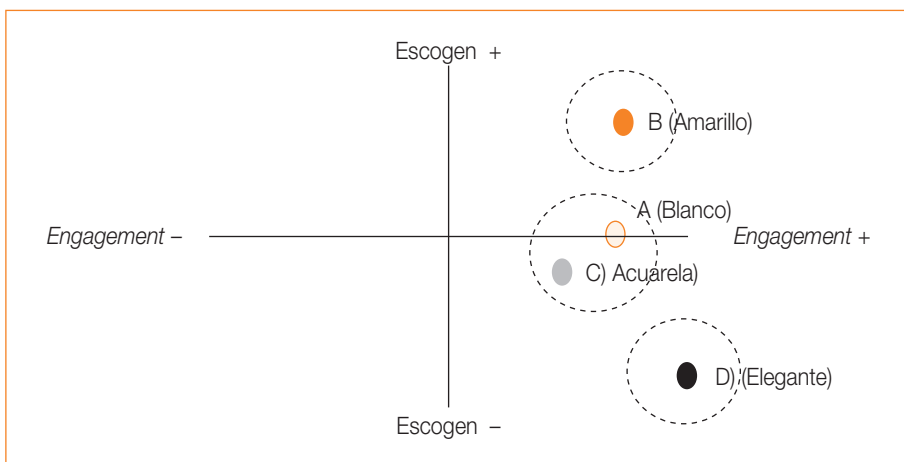 Escogen +
B (Amarillo)
A (Blanco)
Engagement –
Engagement +
C) Acuarela)
D) (Elegante)
Escogen –